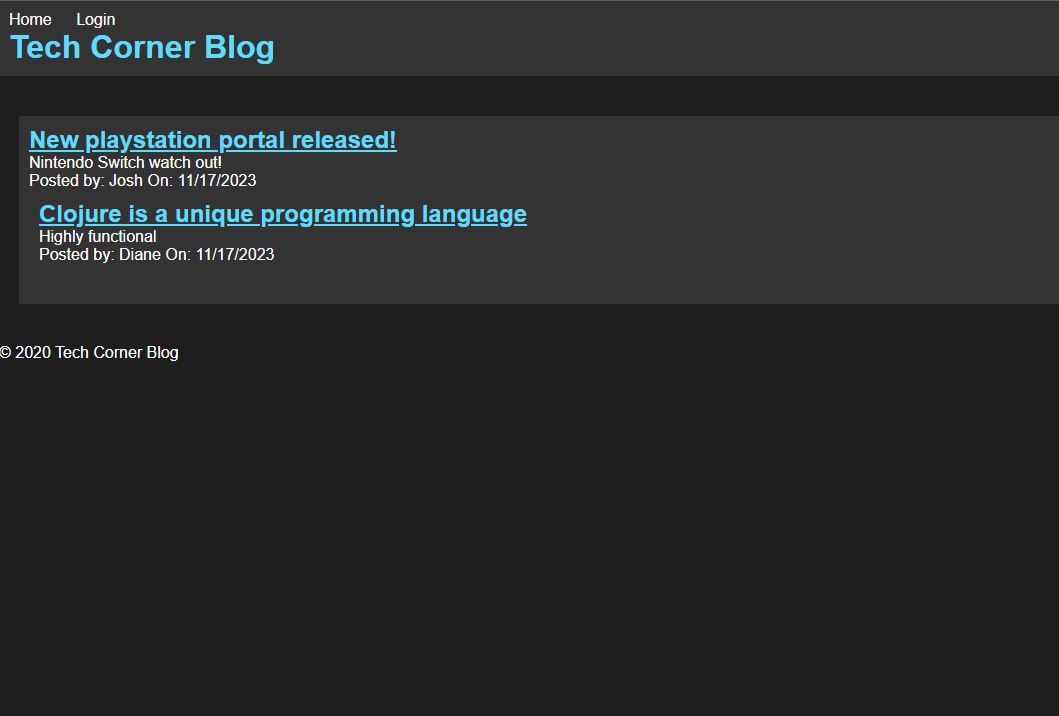 Home Login
Tech Corner Blog
New playstation portal released!
Nintendo Switch watch out!
Posted by: Josh On: 11/17/2023
Clojure is a unique programming language
Highly functional
Posted by: Diane On: 11/17/2023
© 2020 Tech Corner Blog